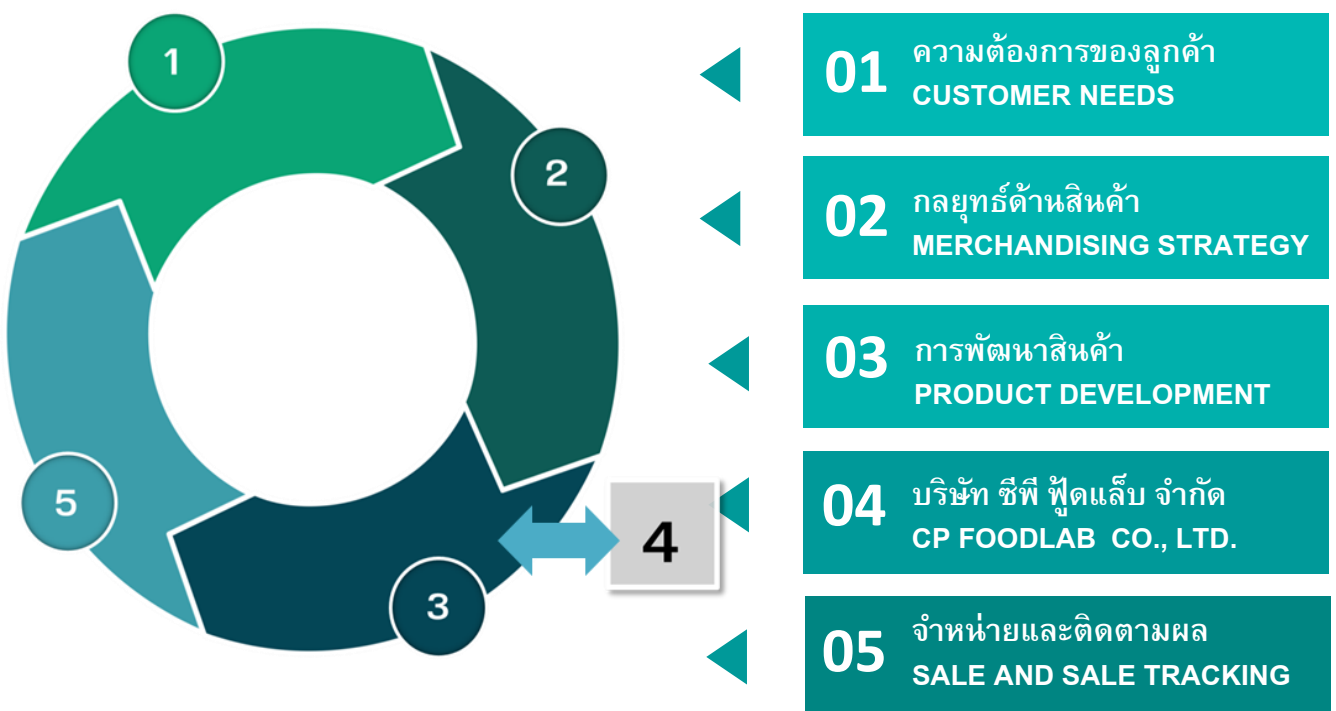 1
2
3
4
5
01
ความต้องการของลูกค้า
CUSTOMER NEEDS
02
กลยุทธ์ด้านสินค้า
MERCHANDISING STRATEGY
03
การพัฒนาสินค้า
PRODUCT DEVELOPMENT
04
บริษัท ซีพี ฟู้ดแล็บ จำกัด
CP FOODLAB CO., LTD.
05
จำหน่ายและติดตามผล
SALE AND SALE TRACKING